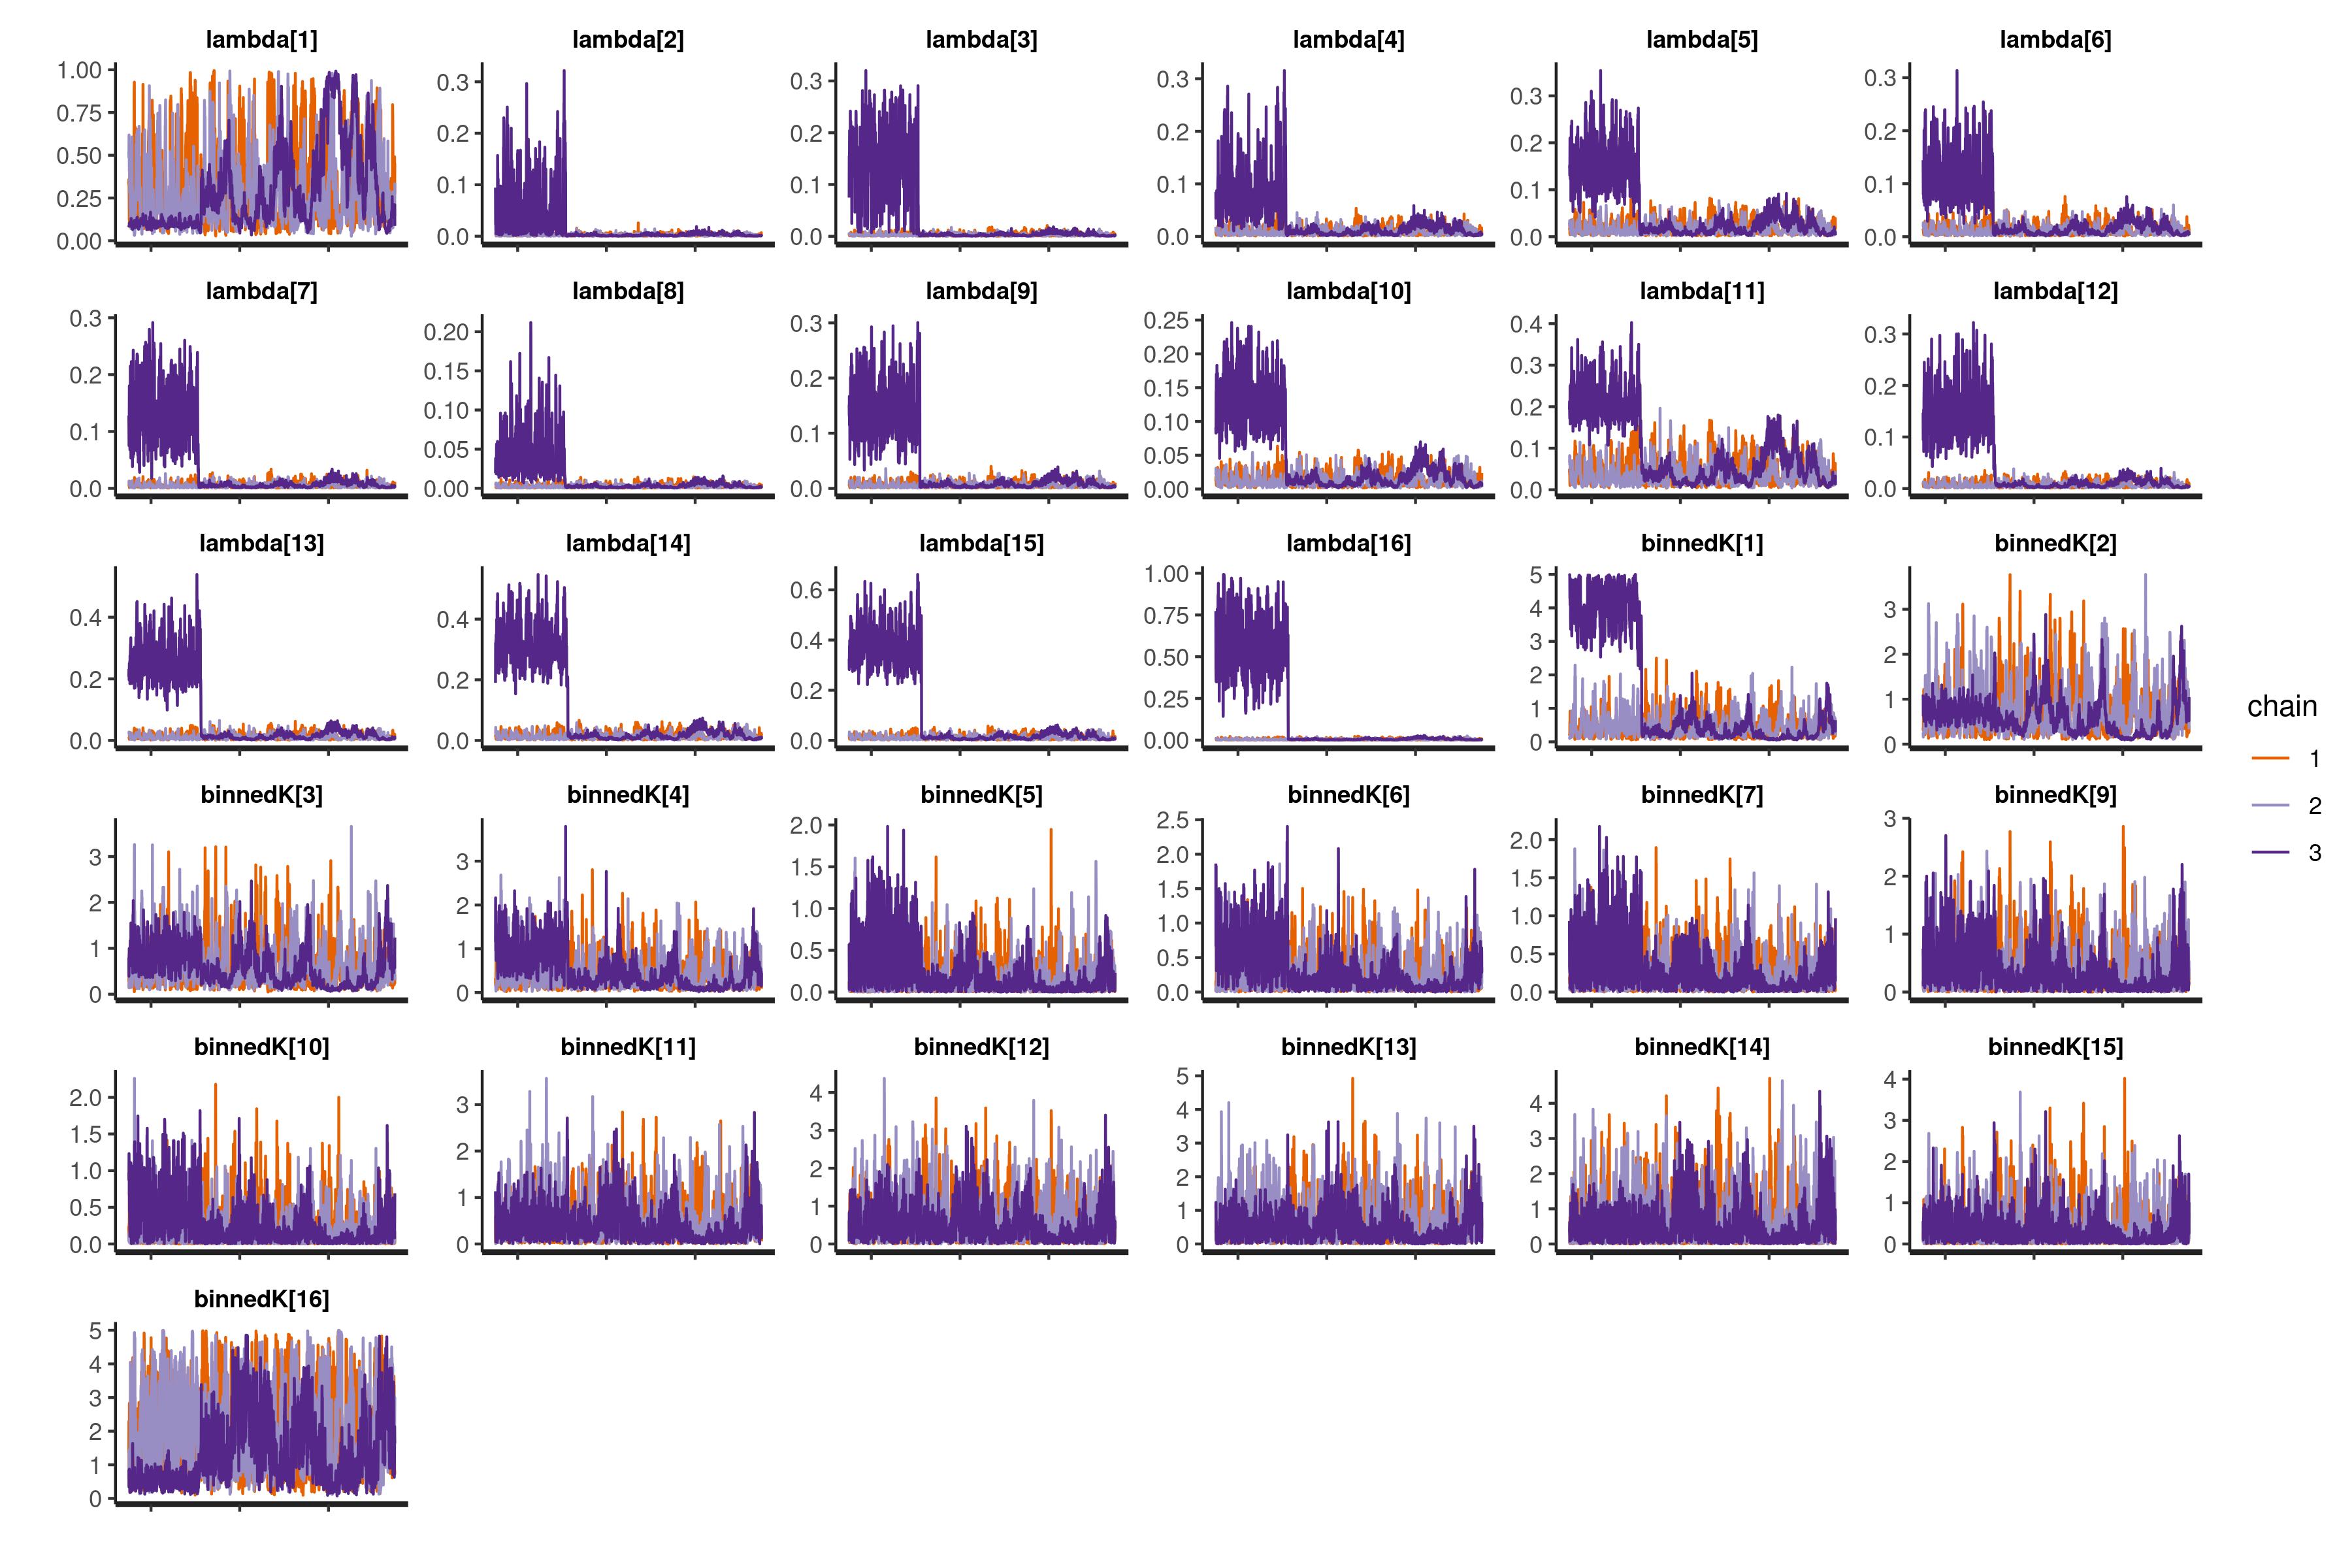 lambda[1] lambda[2] lambda[3] lambda[4] lambda[5] lambda[6]
1.00 0.75 0.50 0.25 0.00
0.3 0.2 0.1 0.0
0.3 0.2 0.1 0.0
0.3 0.2 0.1 0.0
0.3 0.2 0.1 0.0
0.3 0.2 0.1 0.0
lambda[7] lambda[8] lambda[9] lambda[10] lambda[11] lambda[12]
0.3 0.2 0.1 0.0
0.20 0.15 0.10 0.05 0.00
0.3 0.2 0.1 0.0
0.25 0.20 0.15 0.10 0.05 0.00
0.4 0.3 0.2 0.1 0.0
0.3 0.2 0.1 0.0
lambda[13] lambda[14] lambda[15] lambda[16] binnedK[1] binnedK[2]
0.4 0.2 0.0
0.4 0.2 0.0
0.6 0.4 0.2 0.0
1.00 0.75 0.50 0.25 0.00
5 4 3 2 1 0
3 2 1 0
binnedK[3] binnedK[4] binnedK[5] binnedK[6] binnedK[7] binnedK[9]
3 2 1 0
3 2 1 0
2.0 1.5 1.0 0.5 0.0
2.5 2.0 1.5 1.0 0.5 0.0
2.0 1.5 1.0 0.5 0.0
3 2 1 0
binnedK[10] binnedK[11] binnedK[12] binnedK[13] binnedK[14] binnedK[15]
2.0 1.5 1.0 0.5 0.0
3 2 1 0
4 3 2 1 0
5 4 3 2 1 0
4 3 2 1 0
4 3 2 1 0
binnedK[16]
5 4 3 2 1 0
chain
1
2
3